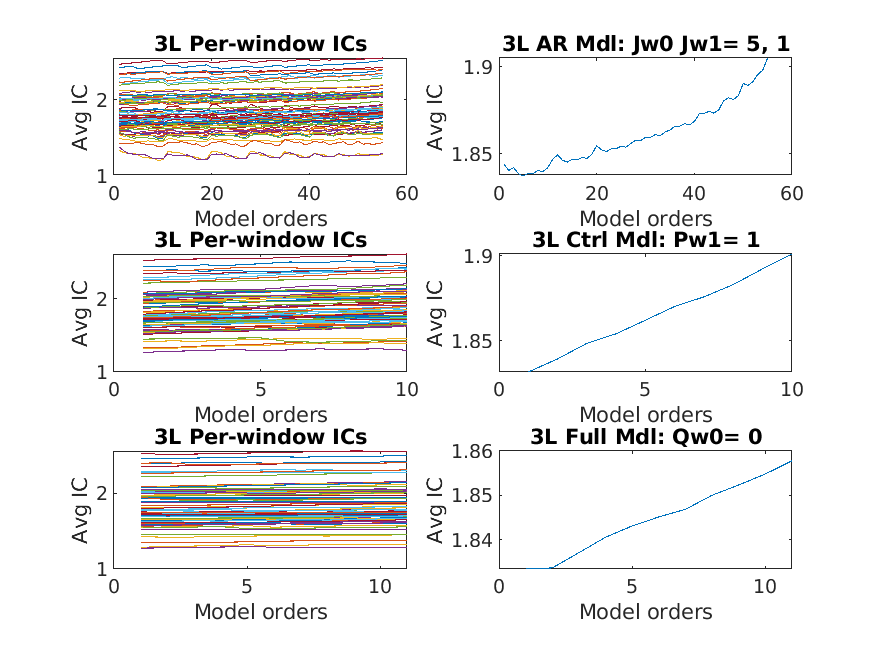 3L Per-window ICs
Avg IC
2
1
0
20
40
60
Model orders
3L AR Mdl: Jw0 Jw1= 5, 1
Avg IC
1.9
1.85
0
20
40
60
Model orders
3L Per-window ICs
Avg IC
2
1
0
5
10
Model orders
3L Ctrl Mdl: Pw1= 1
Avg IC
1.9
1.85
0
5
10
Model orders
3L Per-window ICs
Avg IC
2
1
0
5
10
Model orders
3L Full Mdl: Qw0= 0
Avg IC
1.86
1.85
1.84
0
5
10
Model orders